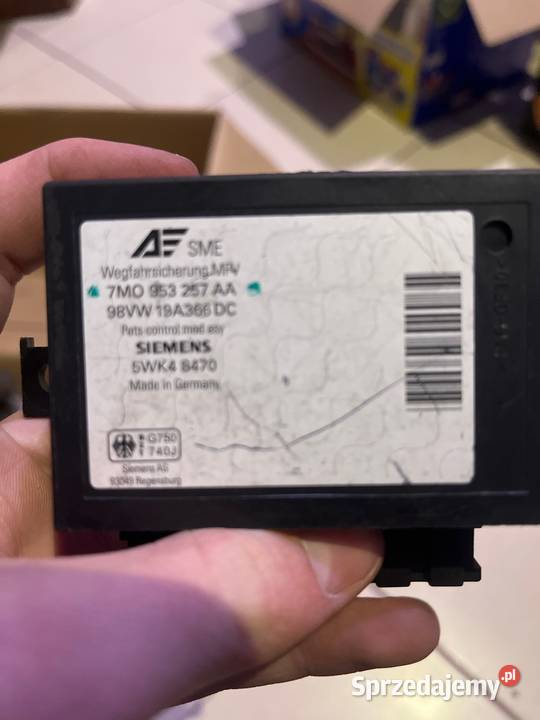 AE SME
Wegfahrsicherung MPV
7M0 953 257 AA
98VW 19A366 DC
Pats control med esy
SIEMENS
5WK4 8470
Made in Germany
G750
740J
Siemens AG
93049 Regensburg
Sprzedajemy.pl